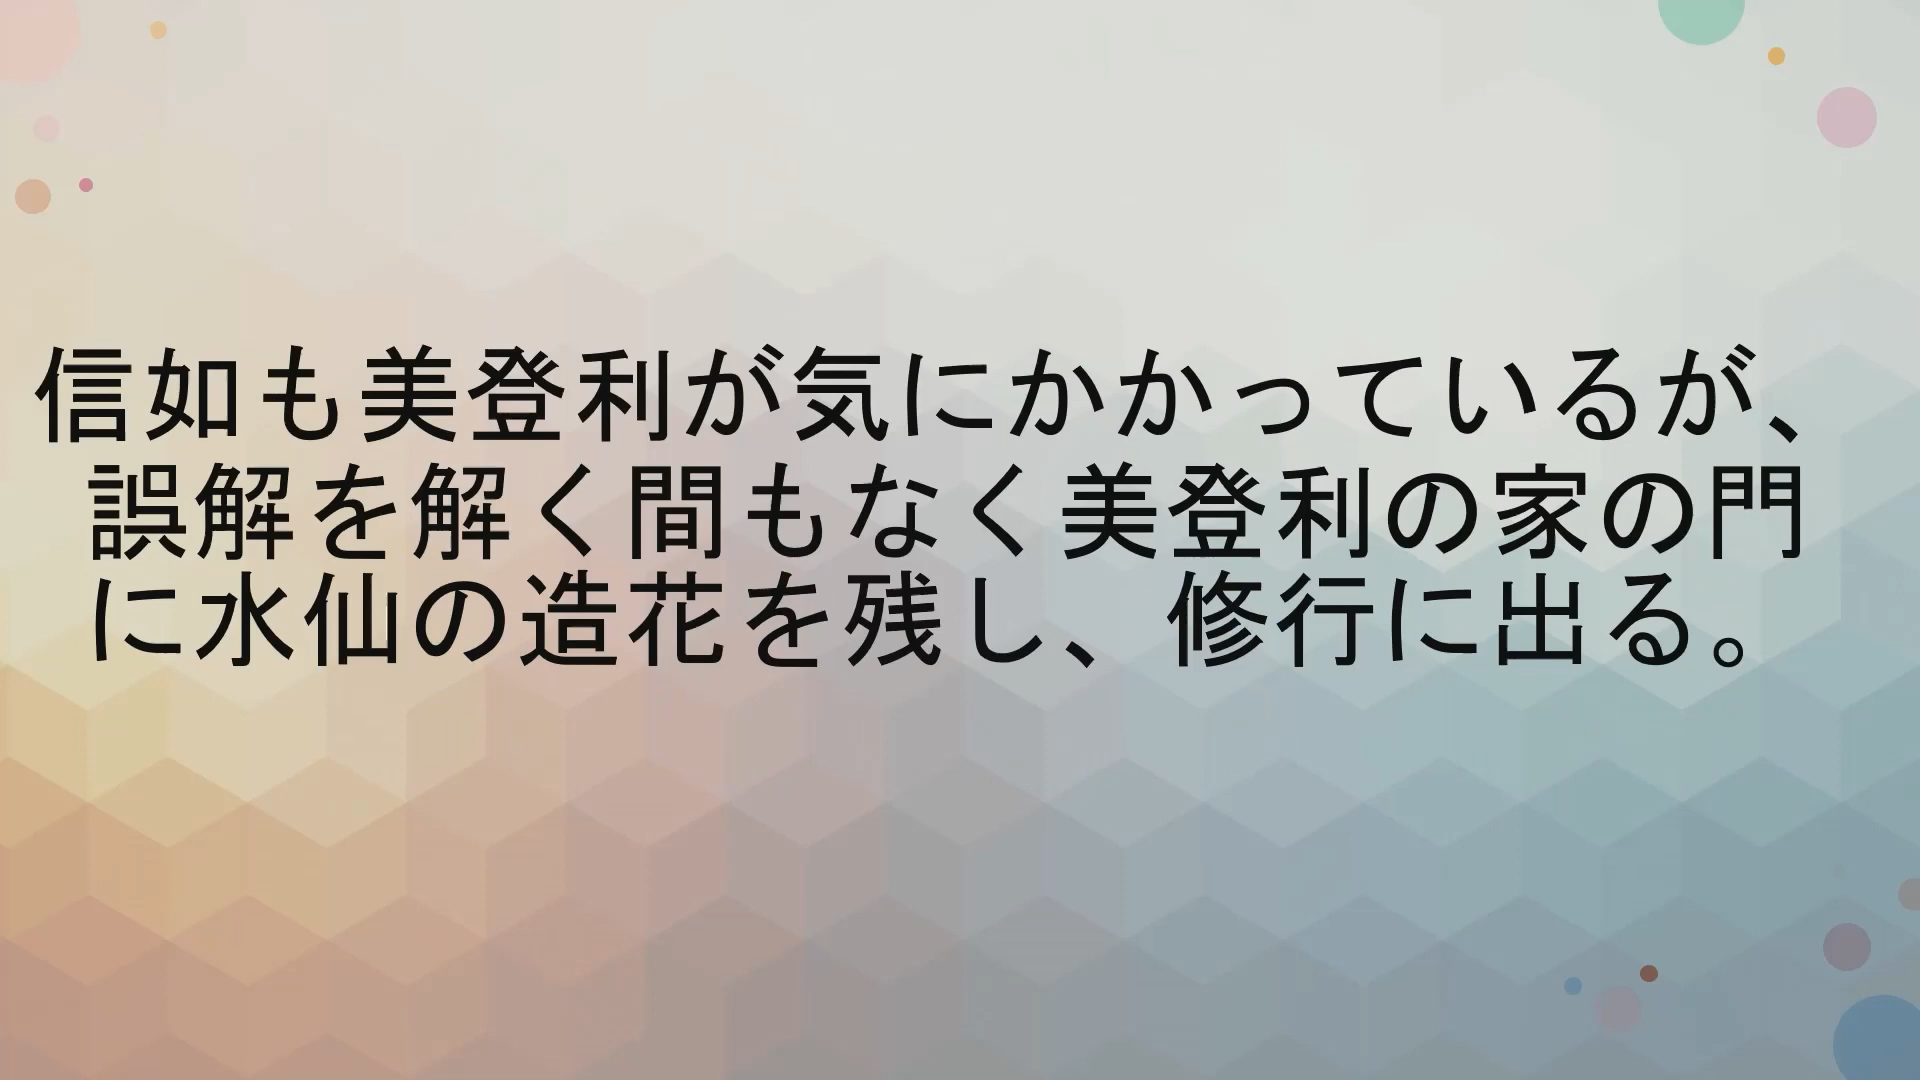 信如も美登利が気にかかっているが、
誤解を解く間もなく美登利の家の門
に水仙の造花を残し、修行に出る。